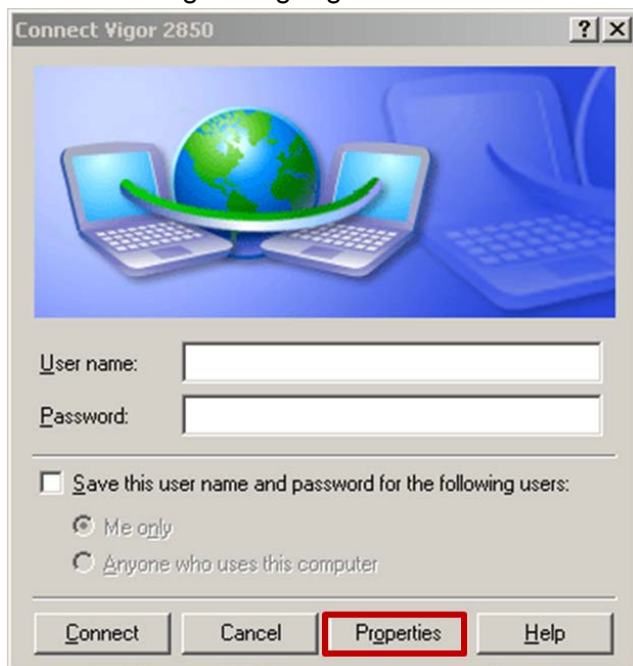 Connect Vigor 2850
User name:
Password:
Save this user name and password for the following users:
Me only
Anyone who uses this computer
Connect Cancel Properties Help